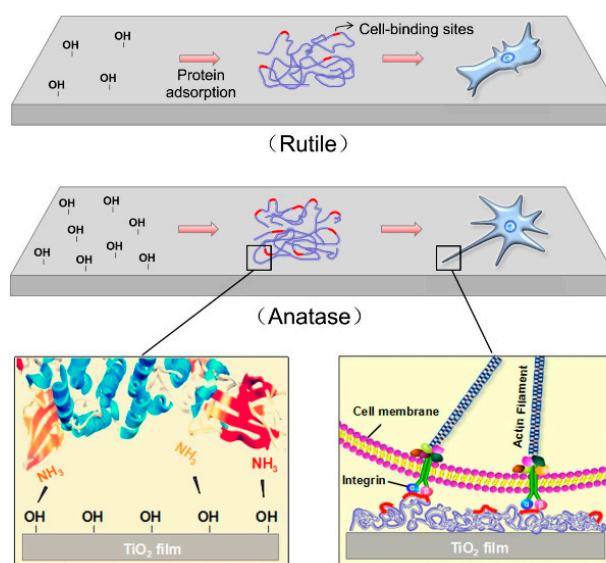 OH
OH
OH
OH
Protein
adsorption
Cell-binding sites
（Rutile）
OH
OH
OH
OH
OH
OH
OH
OH
（Anatase）
NH3
NH3
NH3
OH
OH
OH
OH
OH
TiO2 film
Cell membrane
Actin Filament
Integrin
TiO2 film